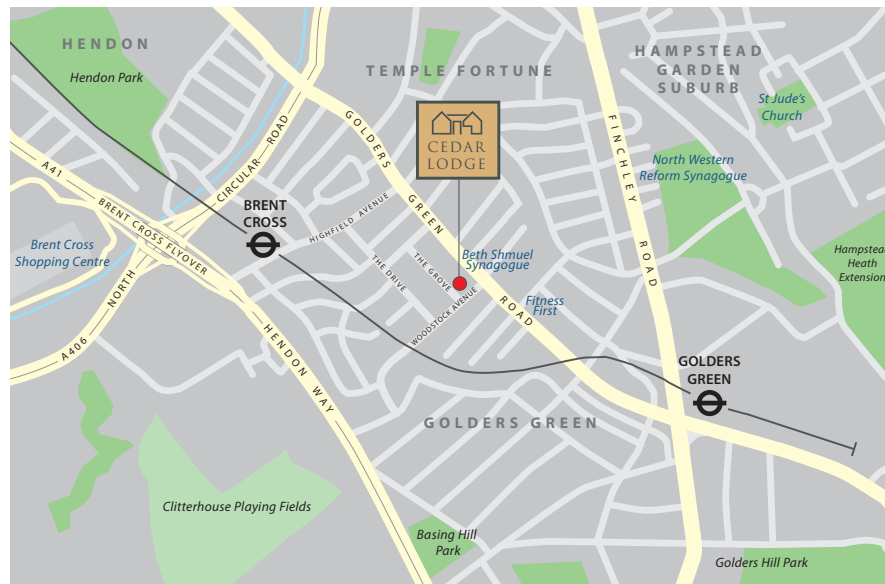 HENDON
Hendon Park
TEMPLE FORTUNE
HAMPSTEAD
GARDEN
SUBURB
St Jude's
Church
GOLDERS GREEN ROAD
CEDAR
LODGE
FINCHLEY ROAD
North Western
Reform Synagogue
A41
BRENT CROSS FLYOVER
A406 NORTH CIRCULAR ROAD
BRENT
CROSS
HIGHFIELD AVENUE
Brent Cross
Shopping Centre
THE DRIVE
THE GROVE
WOODSTOCK AVENUE
Beth Shmuel
Synagogue
Fitness
First
Hampstead
Heath
Extension
HENDON WAY
GOLDERS
GREEN
GOLDERS GREEN
Clitterhouse Playing Fields
Basing Hill
Park
Golders Hill Park